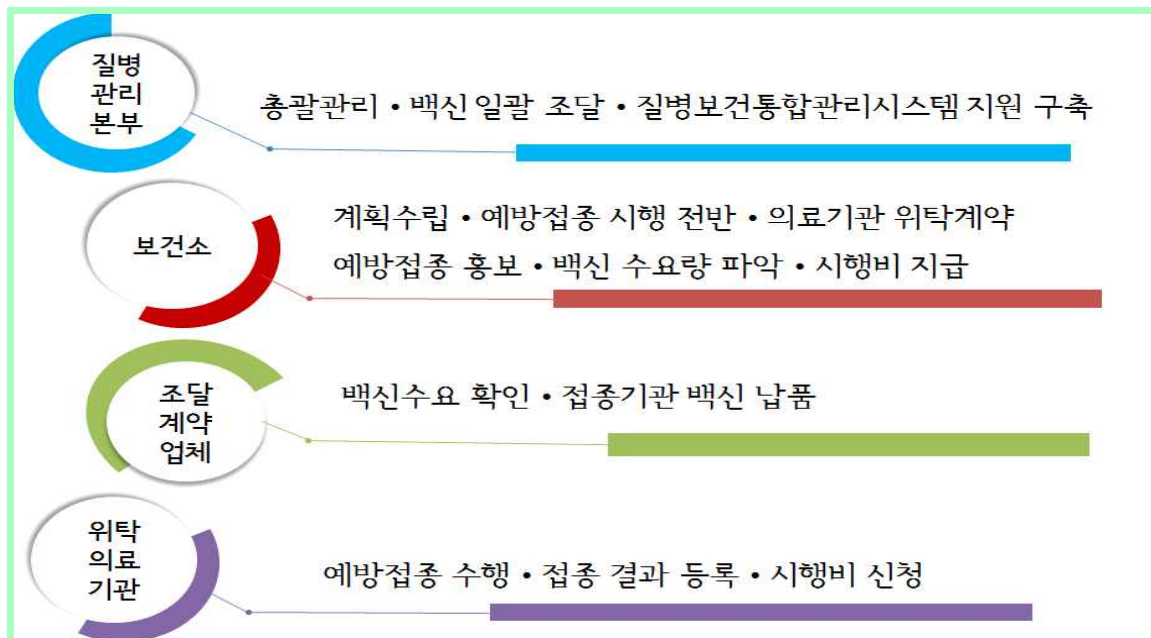 질병
관리
본부
총괄관리 • 백신 일괄 조달 • 질병보건통합관리시스템 지원 구축
보건소
계획수립 • 예방접종 시행 전반 • 의료기관 위탁계약
예방접종 홍보 • 백신 수요량 파악 • 시행비 지급
조달
계약
업체
백신수요 확인 • 접종기관 백신 납품
위탁
의료
기관
예방접종 수행 • 접종 결과 등록 • 시행비 신청